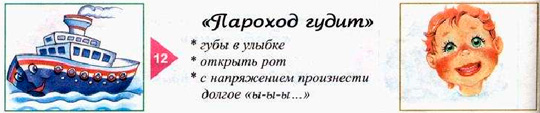 «Пароход гудит»
12
* губы в улыбке
* открыть рот
* с напряжением произнести
долгое «ы-ы-ы...»